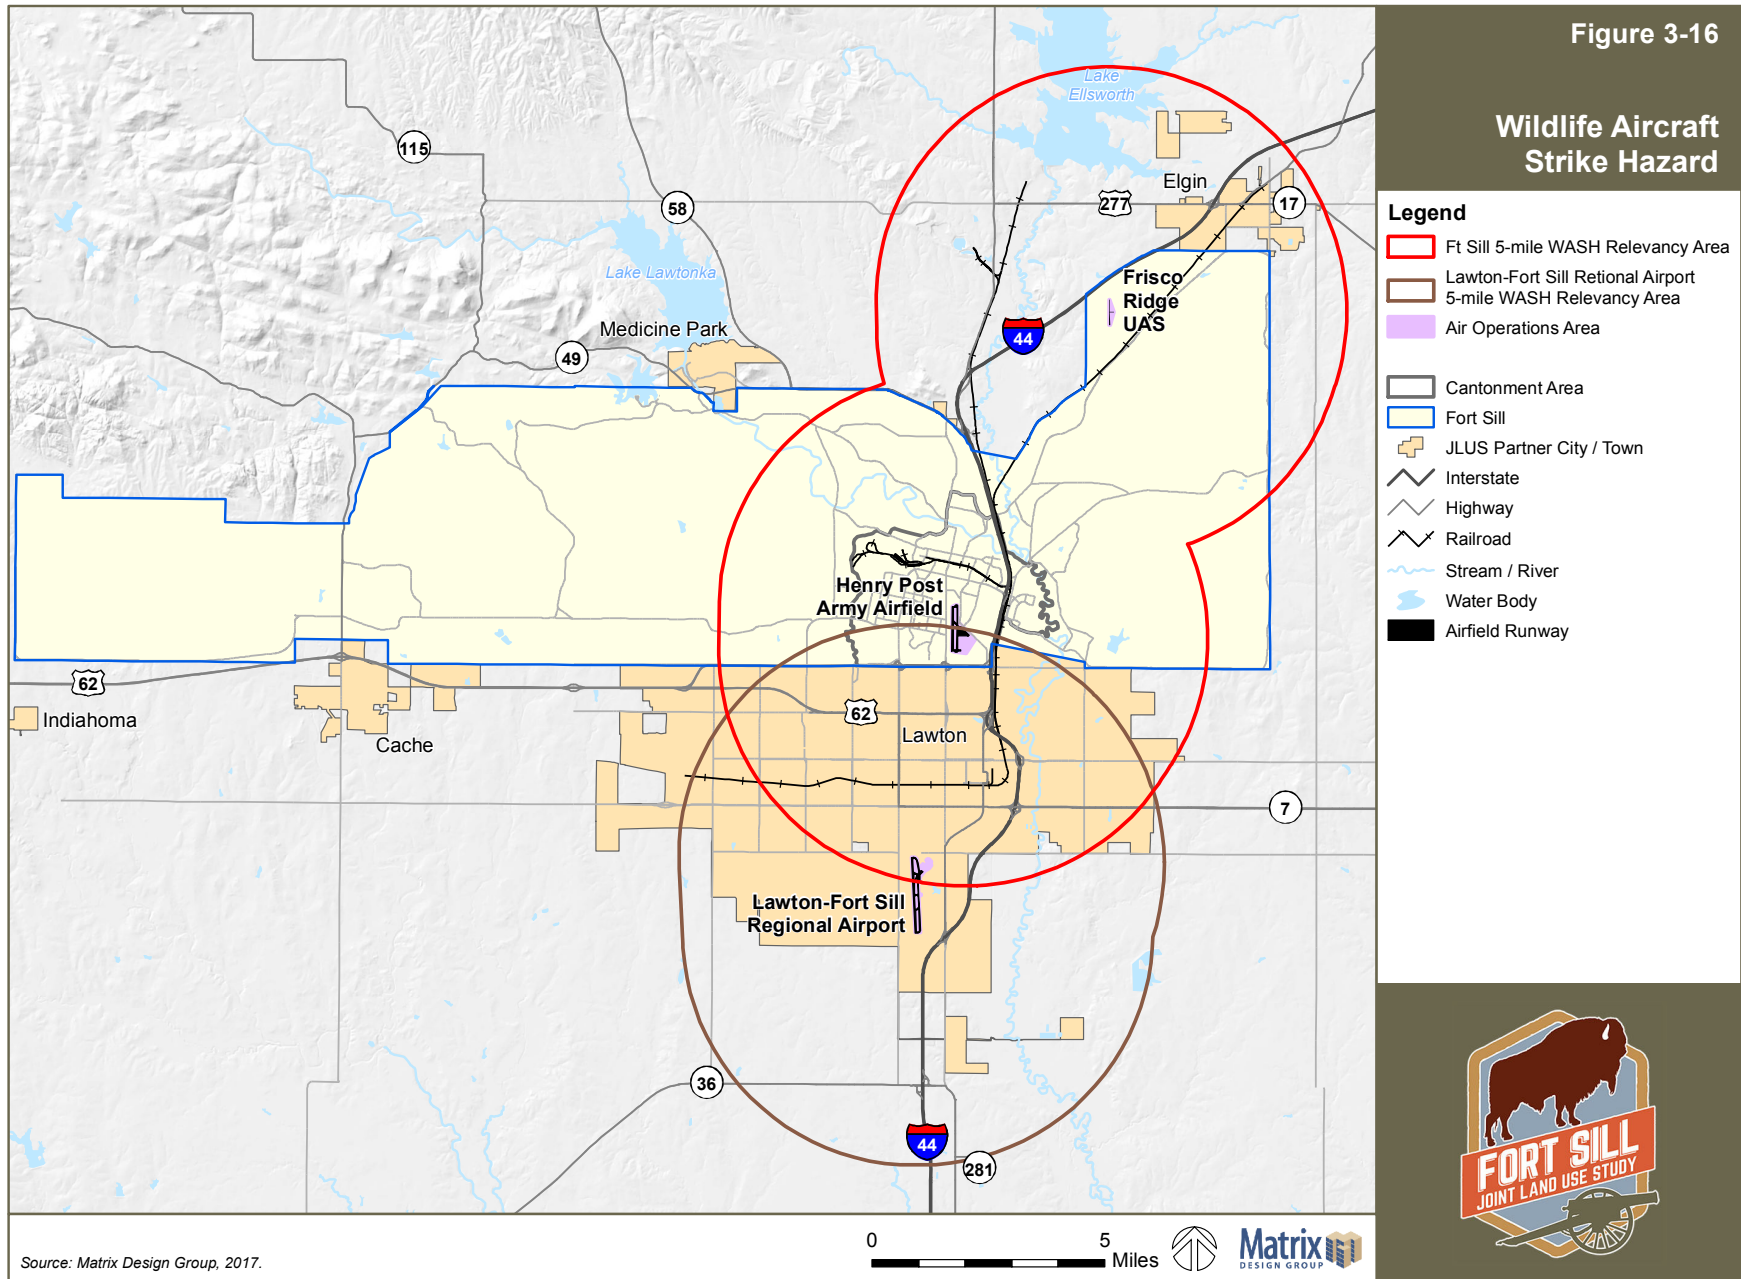 Figure 3-16
Wildlife Aircraft
Strike Hazard
Legend
Ft Sill 5-mile WASH Relevancy Area
Lawton-Fort Sill Retional Airport
5-mile WASH Relevancy Area
Air Operations Area
Cantonment Area
Fort Sill
JLUS Partner City / Town
Interstate
Highway
Railroad
Stream / River
Water Body
Airfield Runway
Lake
Ellsworth
115
58
Elgin
277
17
Lake Lawtonka
Frisco
Ridge
UAS
Medicine Park
44
49
Henry Post
Army Airfield
62
Indiahoma
Cache
62
Lawton
7
Lawton-Fort Sill
Regional Airport
36
44
281
FORT SILL
JOINT LAND USE STUDY
Source: Matrix Design Group, 2017.
0 5
Miles
Matrix
DESIGN GROUP